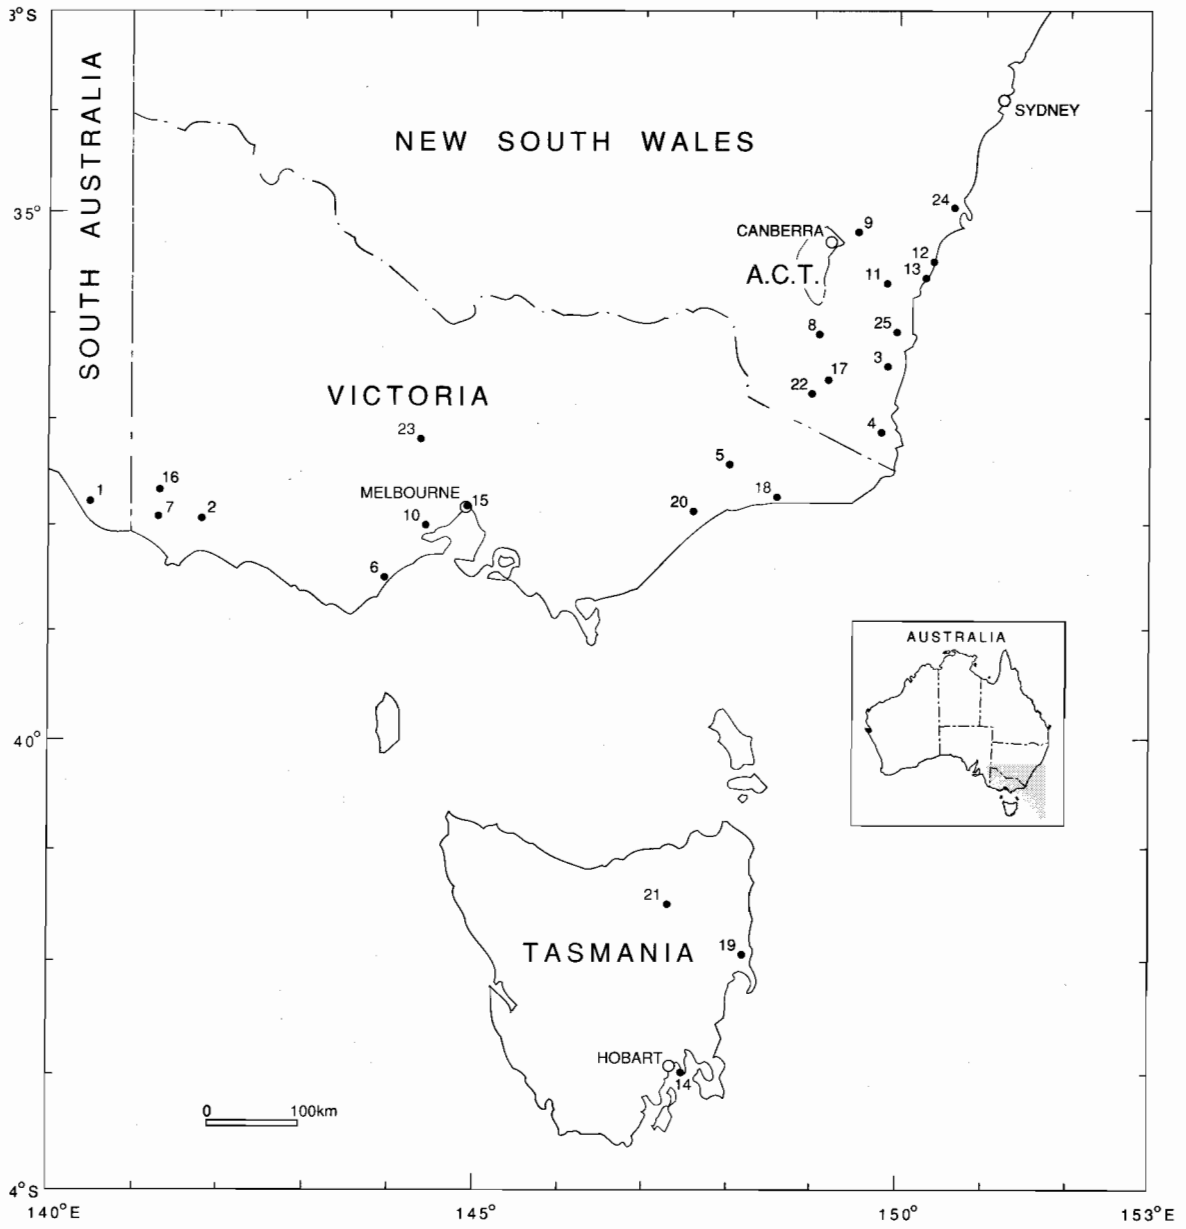 3°S
SOUTH AUSTRALIA
NEW SOUTH WALES
SYDNEY
35°
24
9
CANBERRA
A.C.T.
12
13
11
8
25
3
17
22
4
VICTORIA
23
5
1
16
7
2
MELBOURNE
15
10
20
18
6
AUSTRALIA
40°
21
TASMANIA
19
HOBART
14
0 100km
4°S
140°E
145°
150°
153°E